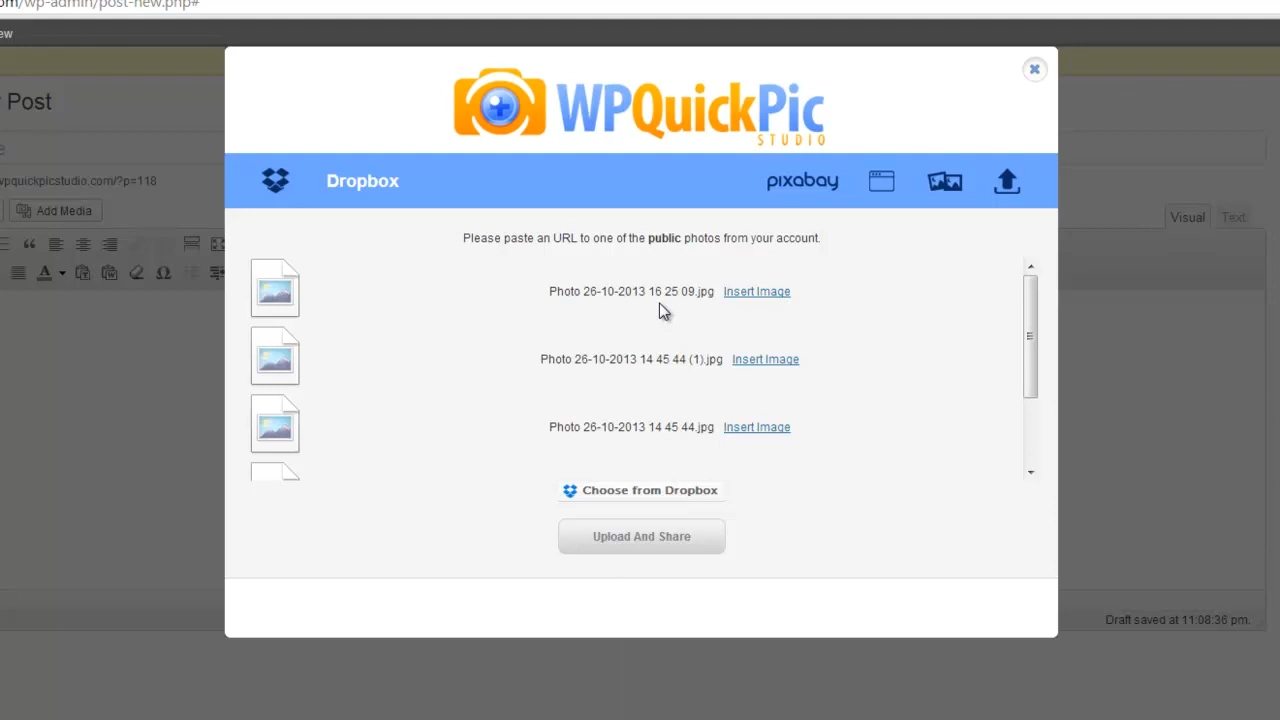 om/wp-admin/post-new.php#
ew
Post
e
wpquickpicstudio.com/?p=118
Add Media
Visual
Text
WPQuickPic
STUDIO
Dropbox
pixabay
Please paste an URL to one of the public photos from your account.
Photo 26-10-2013 16 25 09.jpg Insert Image
Photo 26-10-2013 14 45 44 (1).jpg Insert Image
Photo 26-10-2013 14 45 44.jpg Insert Image
Choose from Dropbox
Upload And Share
Draft saved at 11:08:36 pm.